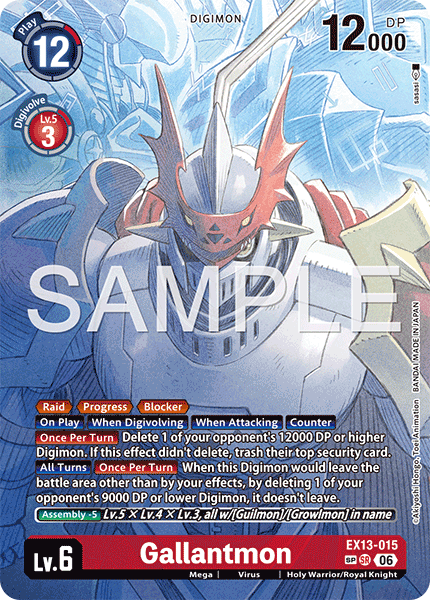 Play
12
DIGIMON
DP
12000
sasasi
Digivolve
Lv.5
3
SAMPLE
©Akiyoshi Hongo, Toei Animation BANDAI MADE IN JAPAN
Raid Progress Blocker
On Play When Digivolving When Attacking Counter
Once Per Turn Delete 1 of your opponent's 12000 DP or higher
Digimon. If this effect didn't delete, trash their top security card.
All Turns Once Per Turn When this Digimon would leave the
battle area other than by your effects, by deleting 1 of your
opponent's 9000 DP or lower Digimon, it doesn't leave.
Assembly -5 Lv.5 × Lv.4 × Lv.3, all w/[Guilmon]/[Growlmon] in name
Lv.6
Gallantmon
EX13-015
SP SR 06
Mega | Virus | Holy Warrior/Royal Knight